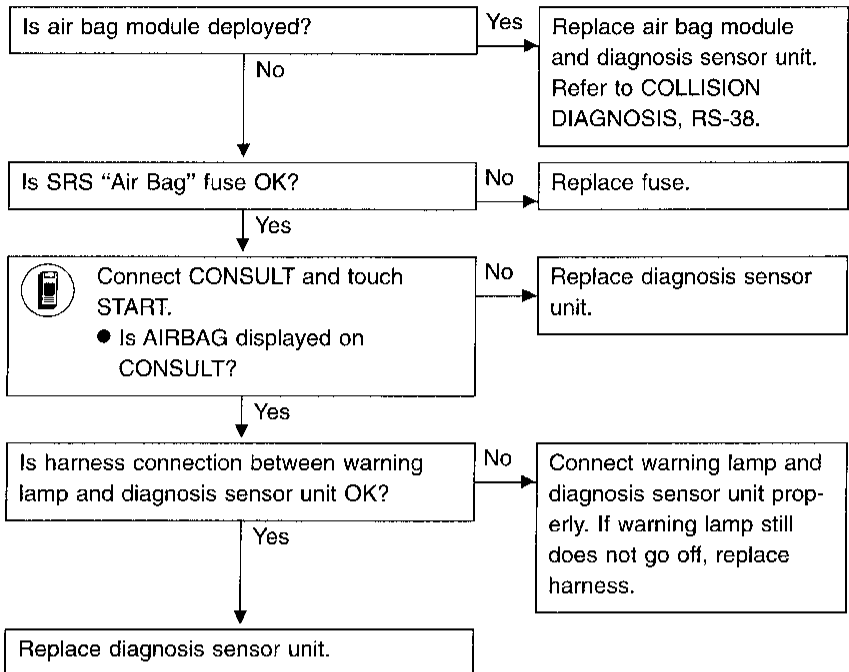 Is air bag module deployed?
Yes
Replace air bag module
and diagnosis sensor unit.
Refer to COLLISION
DIAGNOSIS, RS-38.
No
Is SRS “Air Bag” fuse OK?
No
Replace fuse.
Yes
Connect CONSULT and touch
START.
● Is AIRBAG displayed on
CONSULT?
No
Replace diagnosis sensor
unit.
Yes
Is harness connection between warning
lamp and diagnosis sensor unit OK?
No
Connect warning lamp and
diagnosis sensor unit prop-
erly. If warning lamp still
does not go off, replace
harness.
Yes
Replace diagnosis sensor unit.